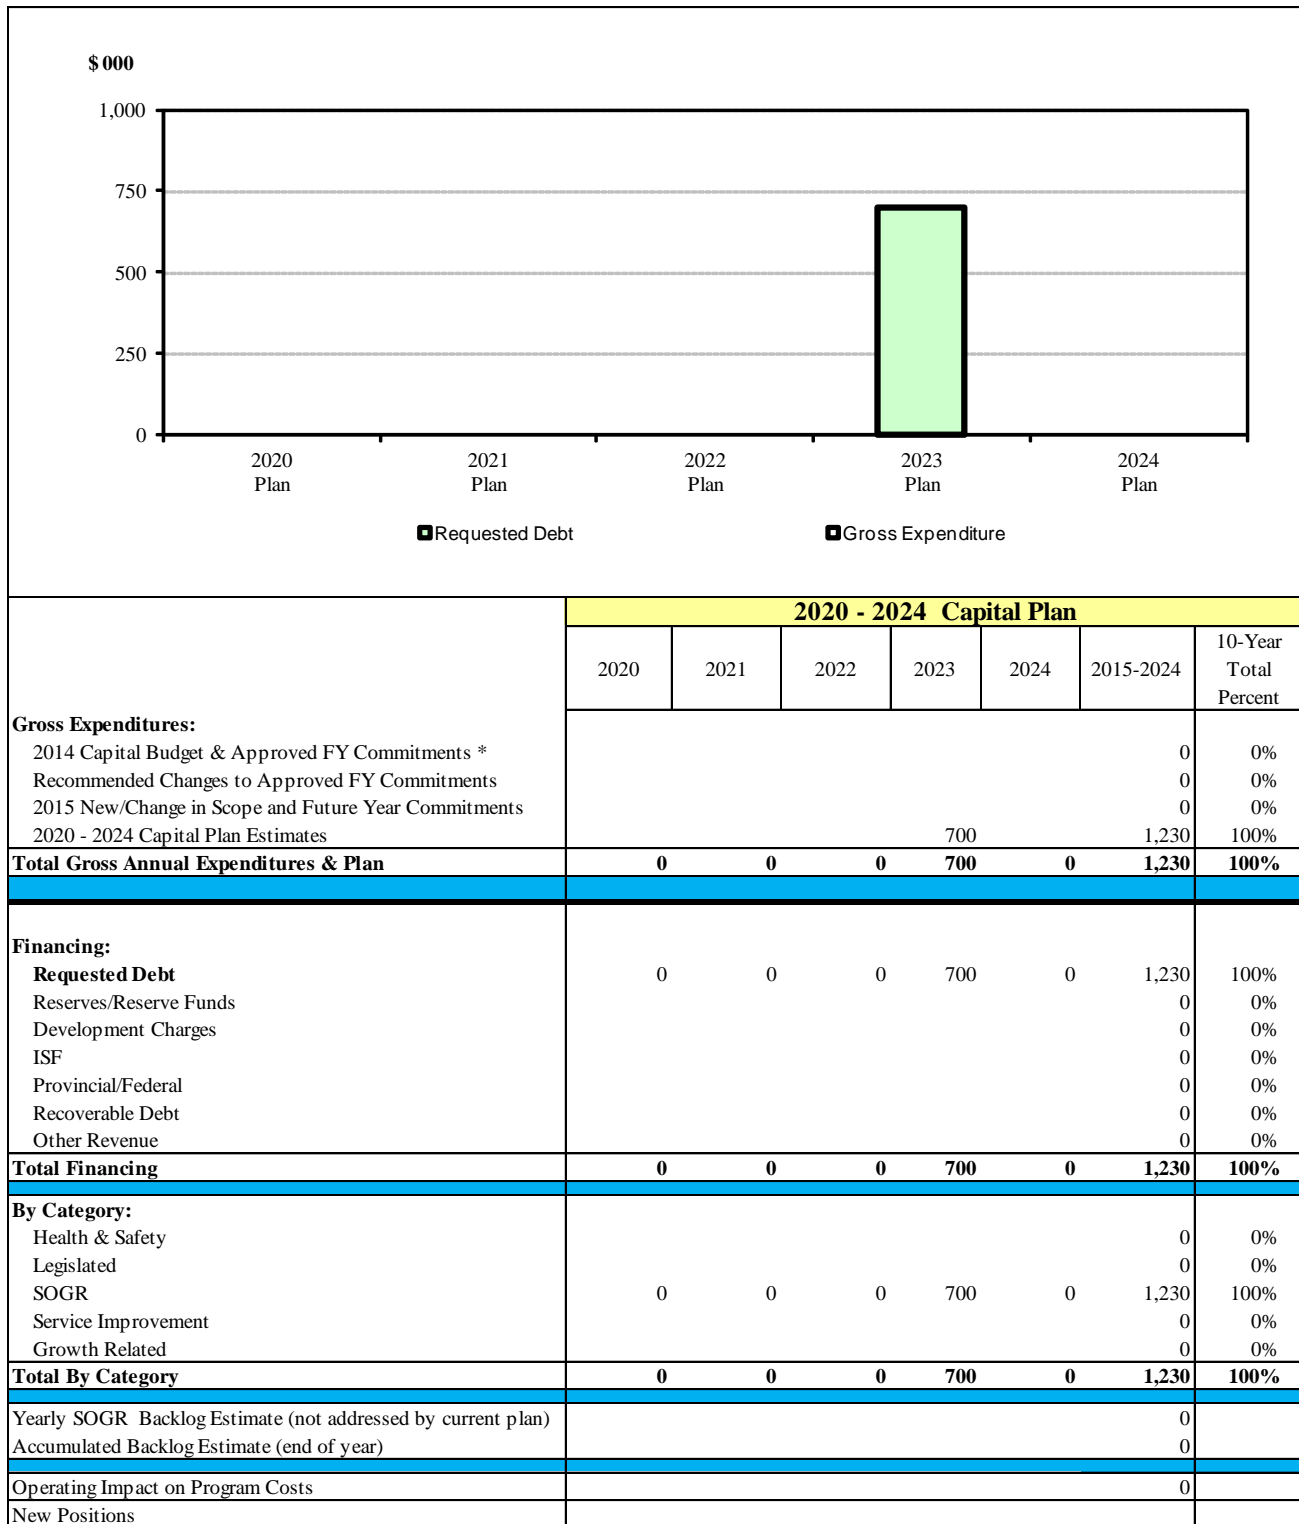 $ 000
1,000
750
500
250
0
2020 2021 2022 2023 2024
Plan Plan Plan Plan Plan
Requested Debt Gross Expenditure
2020 - 2024 Capital Plan
2020 2021 2022 2023 2024 2015-2024 10-Year
Total
Percent
Gross Expenditures:
2014 Capital Budget & Approved FY Commitments * 0 0%
Recommended Changes to Approved FY Commitments 0 0%
2015 New/Change in Scope and Future Year Commitments 0 0%
2020 - 2024 Capital Plan Estimates 700 1,230 100%
Total Gross Annual Expenditures & Plan 0 0 0 700 0 1,230 100%
Financing:
Requested Debt 0 0 0 700 0 1,230 100%
Reserves/Reserve Funds 0 0%
Development Charges 0 0%
ISF 0 0%
Provincial/Federal 0 0%
Recoverable Debt 0 0%
Other Revenue 0 0%
Total Financing 0 0 0 700 0 1,230 100%
By Category:
Health & Safety 0 0%
Legislated 0 0%
SOGR 0 0 0 700 0 1,230 100%
Service Improvement 0 0%
Growth Related 0 0%
Total By Category 0 0 0 700 0 1,230 100%
Yearly SOGR Backlog Estimate (not addressed by current plan) 0
Accumulated Backlog Estimate (end of year) 0
Operating Impact on Program Costs 0
New Positions